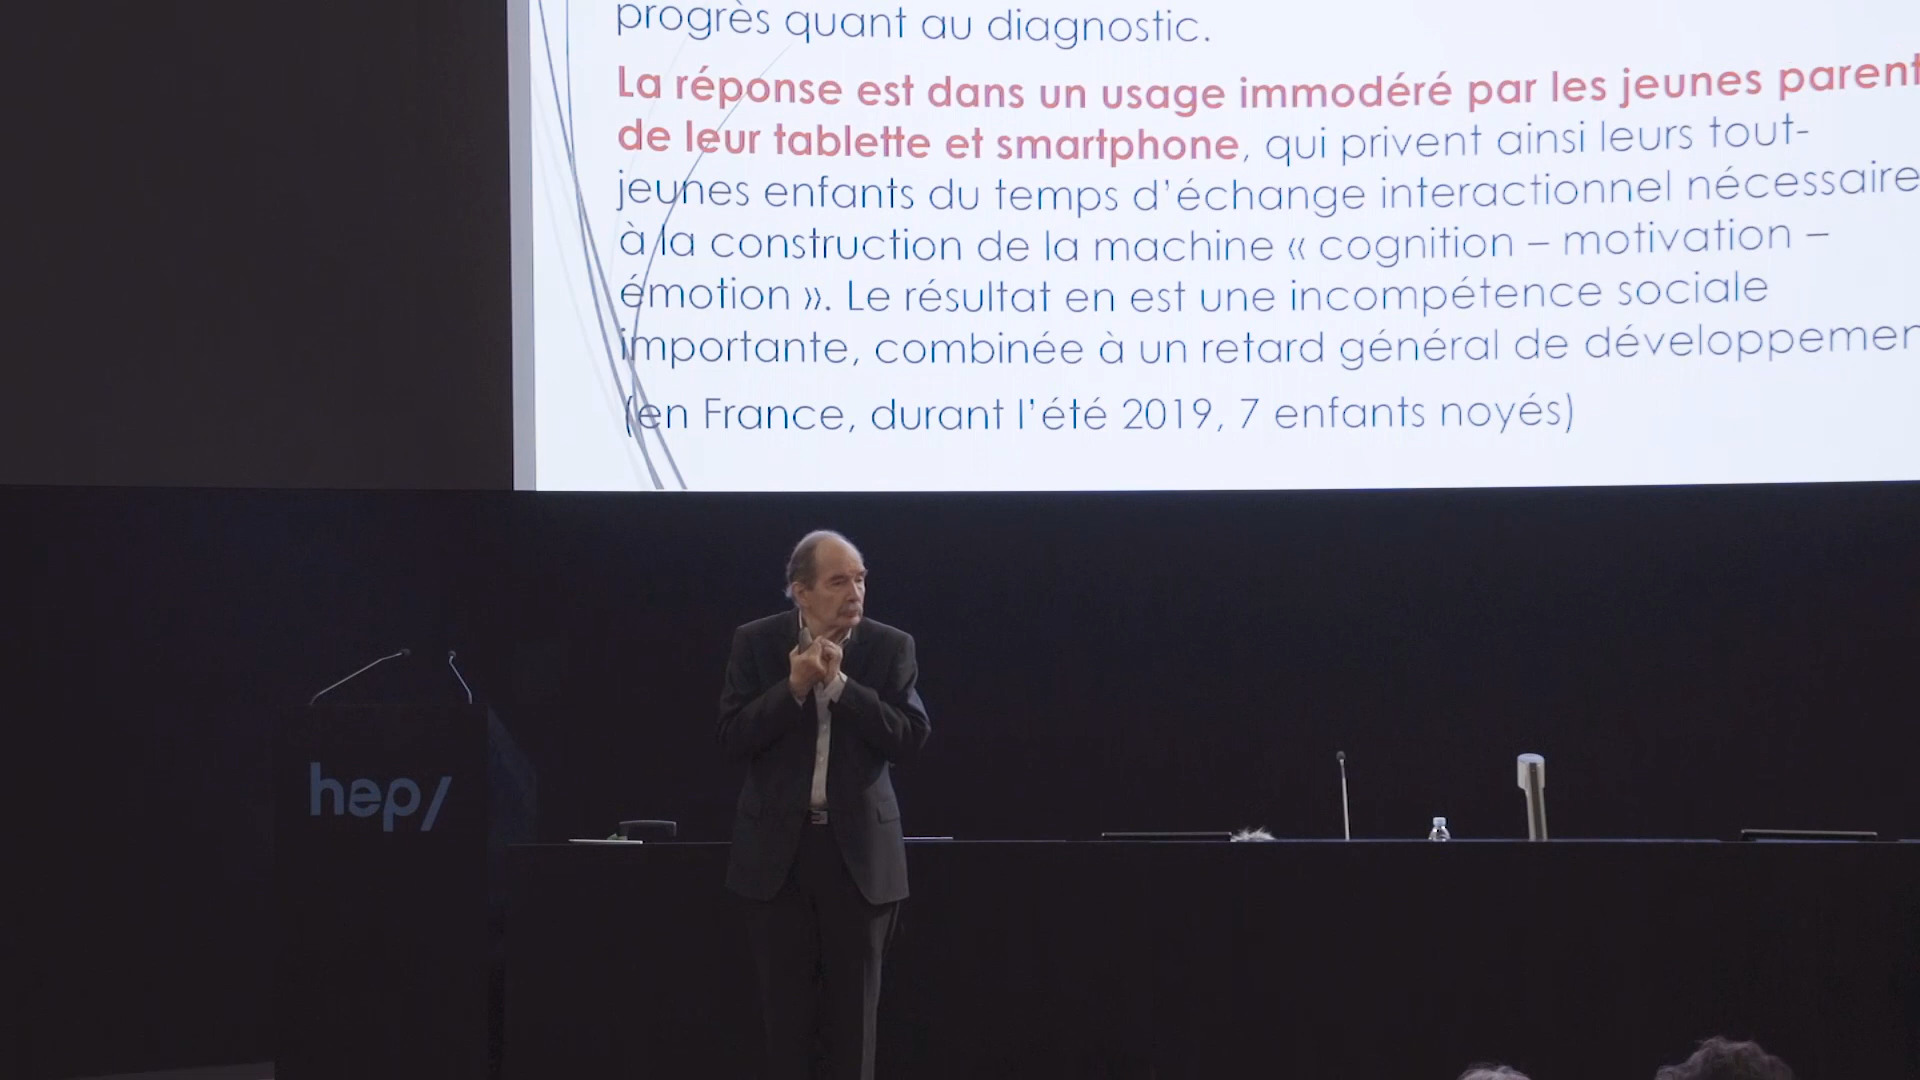 progrès quant au diagnostic.
La réponse est dans un usage immodéré par les jeunes parent
de leur tablette et smartphone, qui privent ainsi leurs tout-
jeunes enfants du temps d'échange interactionnel nécessaire
à la construction de la machine « cognition – motivation –
émotion ». Le résultat en est une incompétence sociale
importante, combinée à un retard général de développemen
(en France, durant l'été 2019, 7 enfants noyés)
hep/